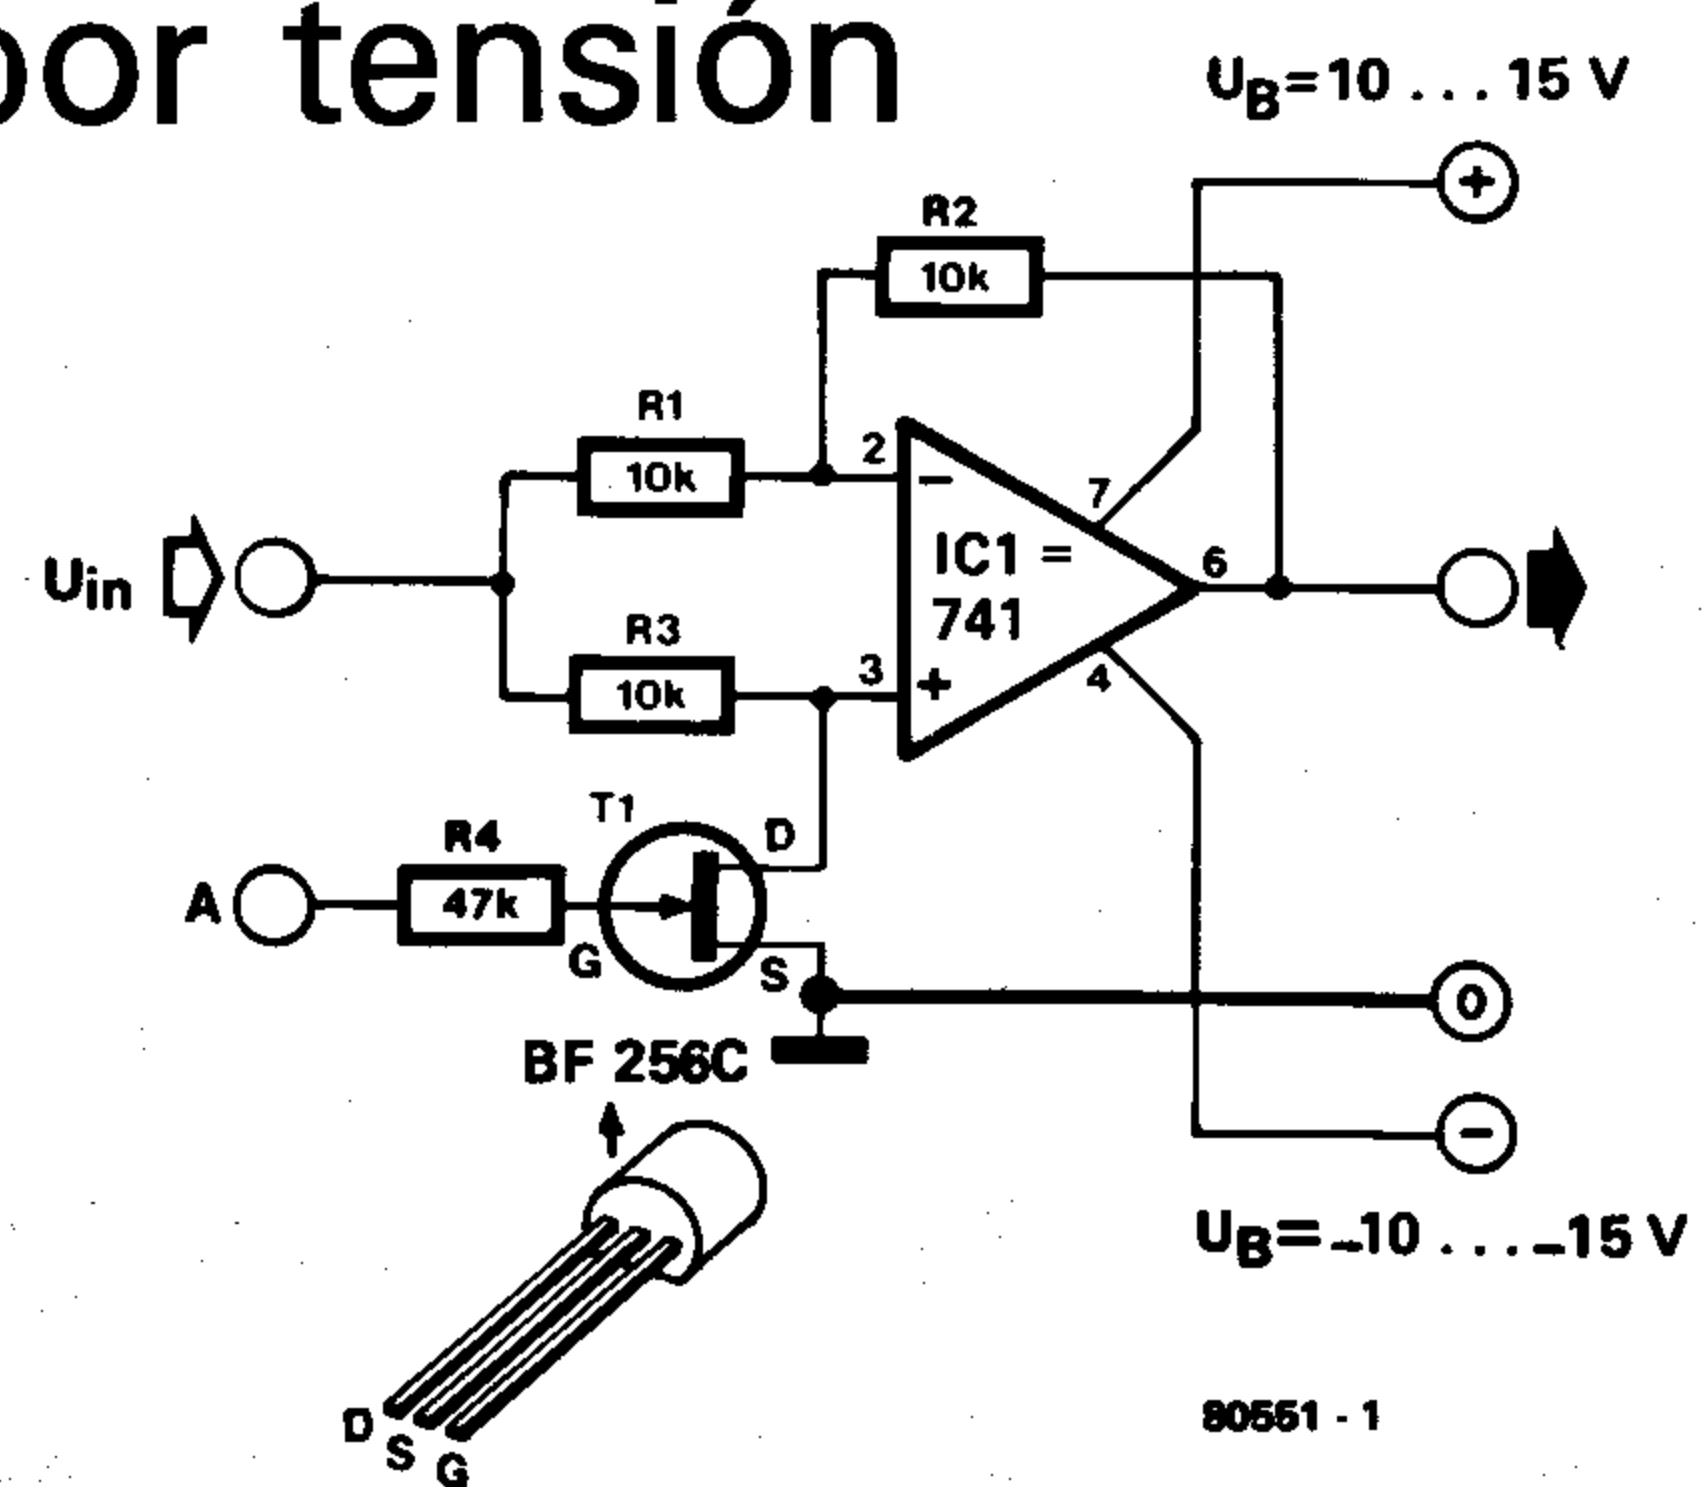 por tensión
UB=10 ... 15 V
R2
10k
R1
10k
2
−
7
IC1 =
741
6
Uin
R3
10k
3
+
4
T1
D
R4
A
47k
G
S
0
BF 256C
−
UB=-10 ... -15 V
D
S
G
80551 - 1
+